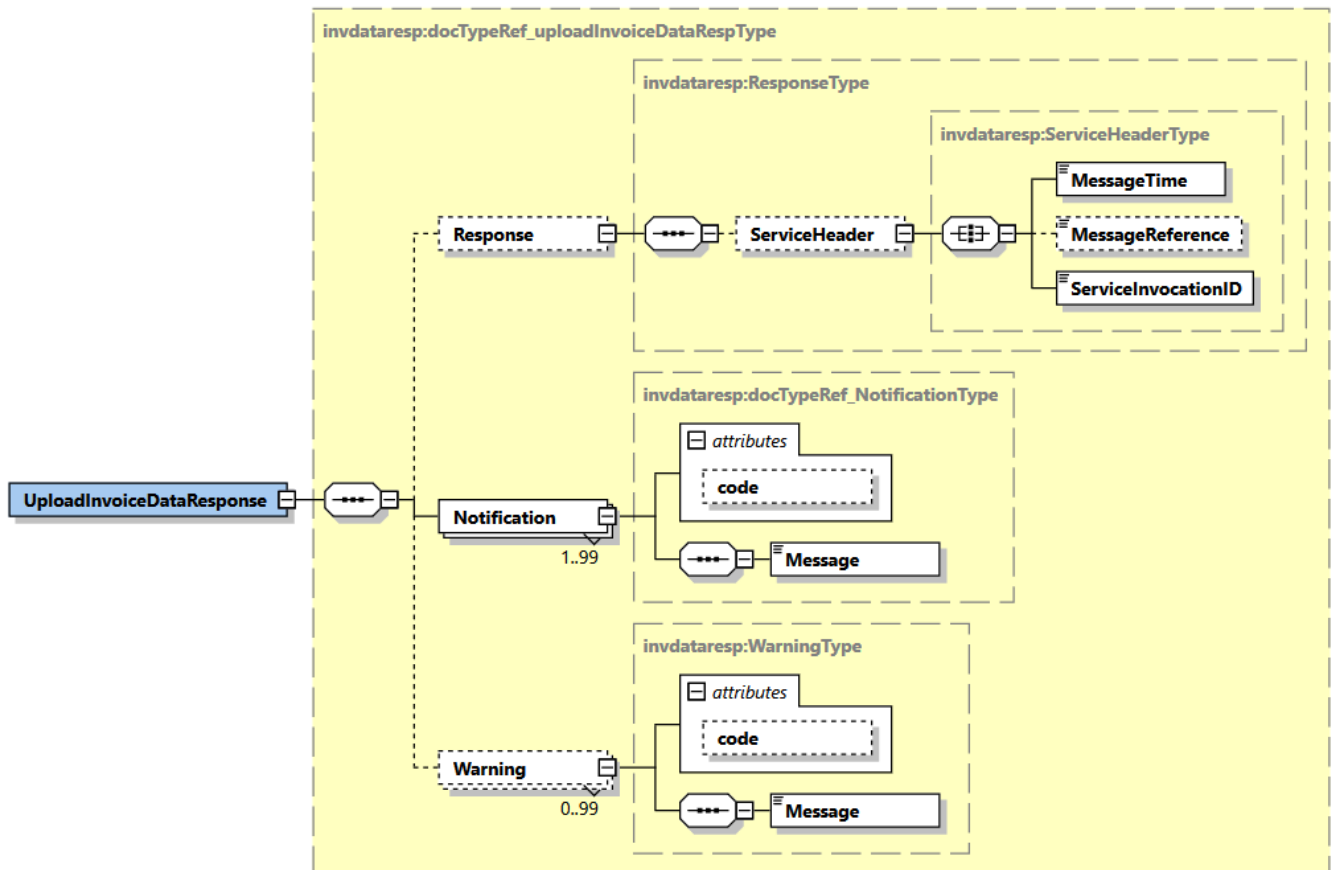 invdataresp:docTypeRef_uploadInvoiceDataRespType
invdataresp:ResponseType
invdataresp:ServiceHeaderType
MessageTime
Response
ServiceHeader
MessageReference
ServiceInvocationID
invdataresp:docTypeRef_NotificationType
attributes
code
UploadInvoiceDataResponse
Notification
1..99
Message
invdataresp:WarningType
attributes
code
Warning
0..99
Message